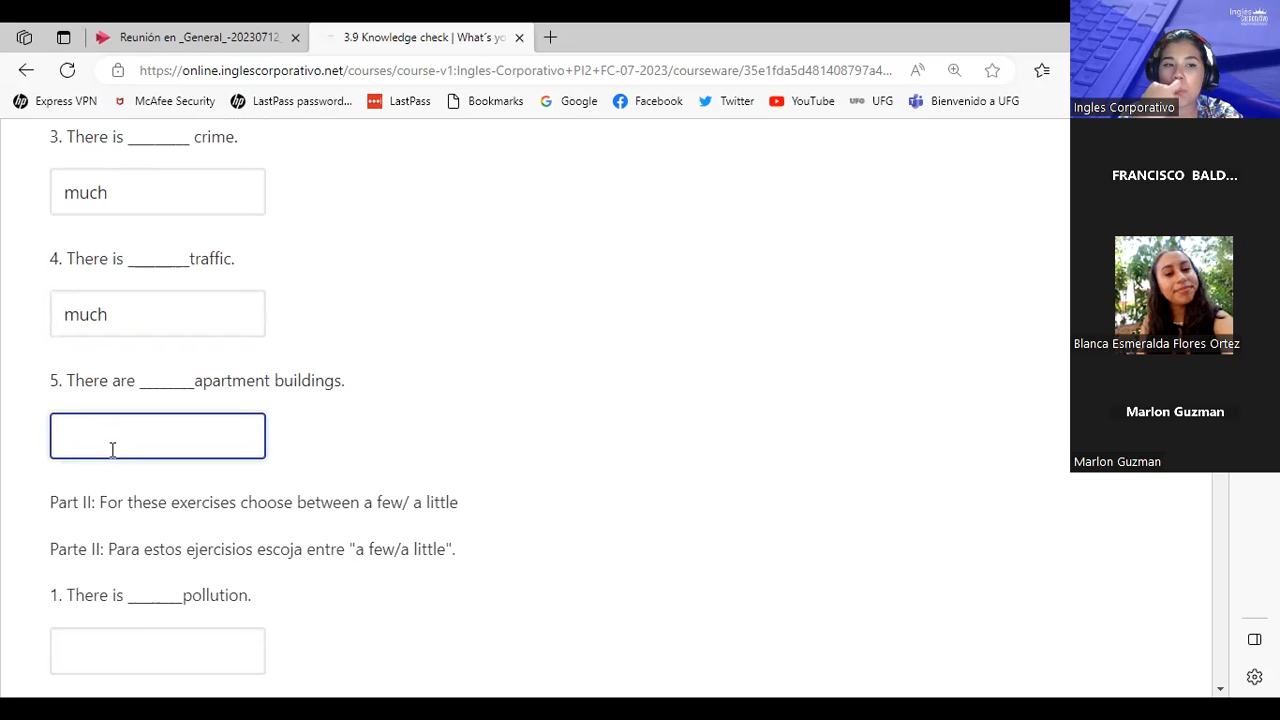 Reunión en _General_-20230712_
3.9 Knowledge check | What´s yo
https://online.inglescorporativo.net/courses/course-v1:Ingles-Corporativo+PI2+FC-07-2023/courseware/35e1fda5d481408797a4...
Express VPN McAfee Security LastPass password... LastPass Bookmarks Google Facebook Twitter YouTube UFG Bienvenido a UFG
3. There is ________ crime.
much
4. There is ________traffic.
much
5. There are _______apartment buildings.
Part II: For these exercises choose between a few/ a little
Parte II: Para estos ejercisios escoja entre "a few/a little".
1. There is _______pollution.
Ingles
corporativo
Ingles Corporativo
FRANCISCO BALD...
Blanca Esmeralda Flores Ortez
Marlon Guzman
Marlon Guzman